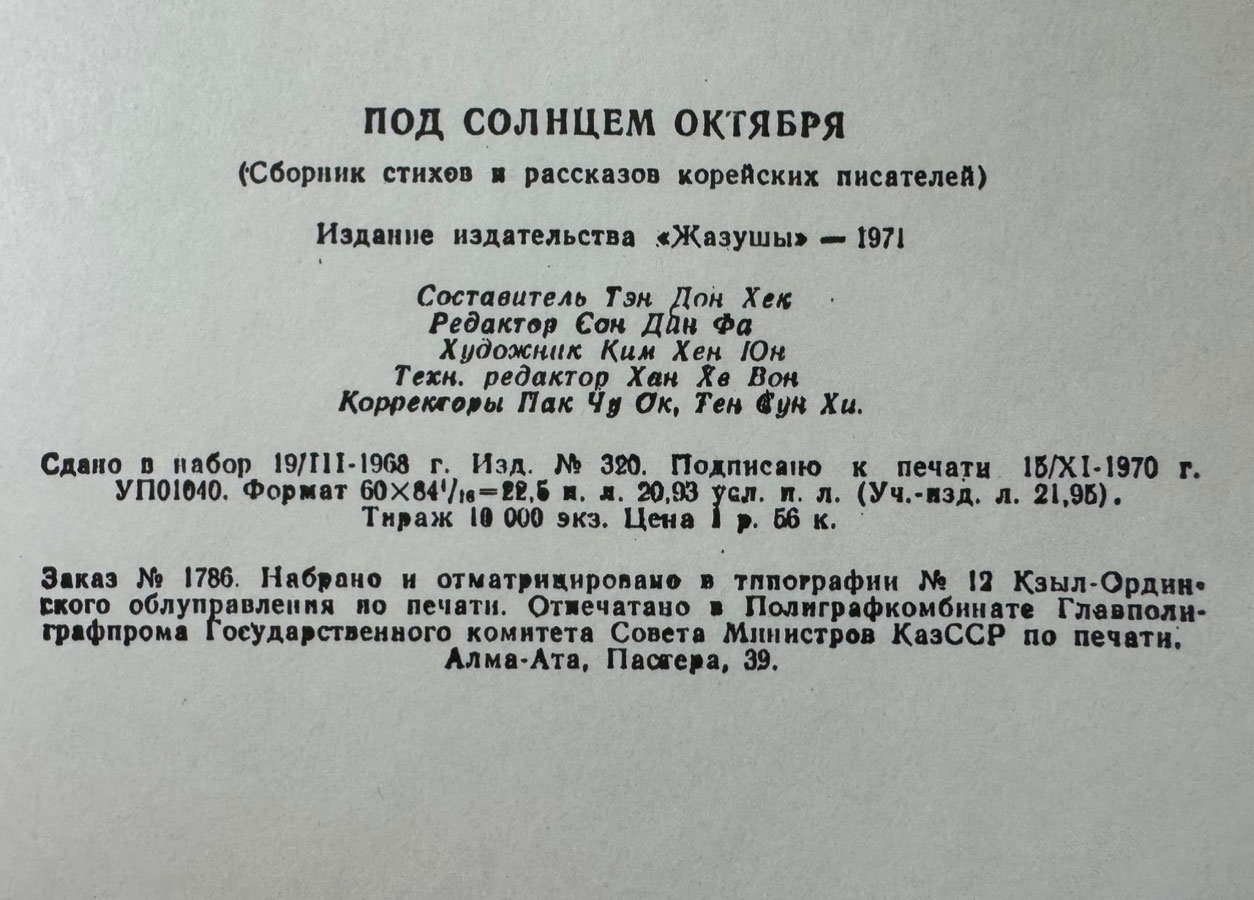 ПОД СОЛНЦЕМ ОКТЯБРЯ
(Сборник стихов и рассказов корейских писателей)
Издание издательства «Жазушы» — 1971
Составитель Тэн Дон Хек
Редактор Сон Дян Фа
Художник Ким Хен Юн
Техн. редактор Хан Хе Вон
Корректоры Пак Чу Ок, Тен Сун Хи.
Сдано в набор 19/III-1968 г. Изд. № 320. Подписано к печати 15/XI-1970 г.
УП01040. Формат 60×84¹/₁₆=22,5 п. л. 20,93 усл. п. л. (Уч.-изд. л. 21,95).
Тираж 10 000 экз. Цена 1 р. 56 к.
Заказ № 1786. Набрано и отматрицировано в типографии № 12 Кзыл-Ордин-
ского облуправления по печати. Отпечатано в Полиграфкомбинате Главполи-
графпрома Государственного комитета Совета Министров КазССР по печати.
Алма-Ата, Пастера, 39.